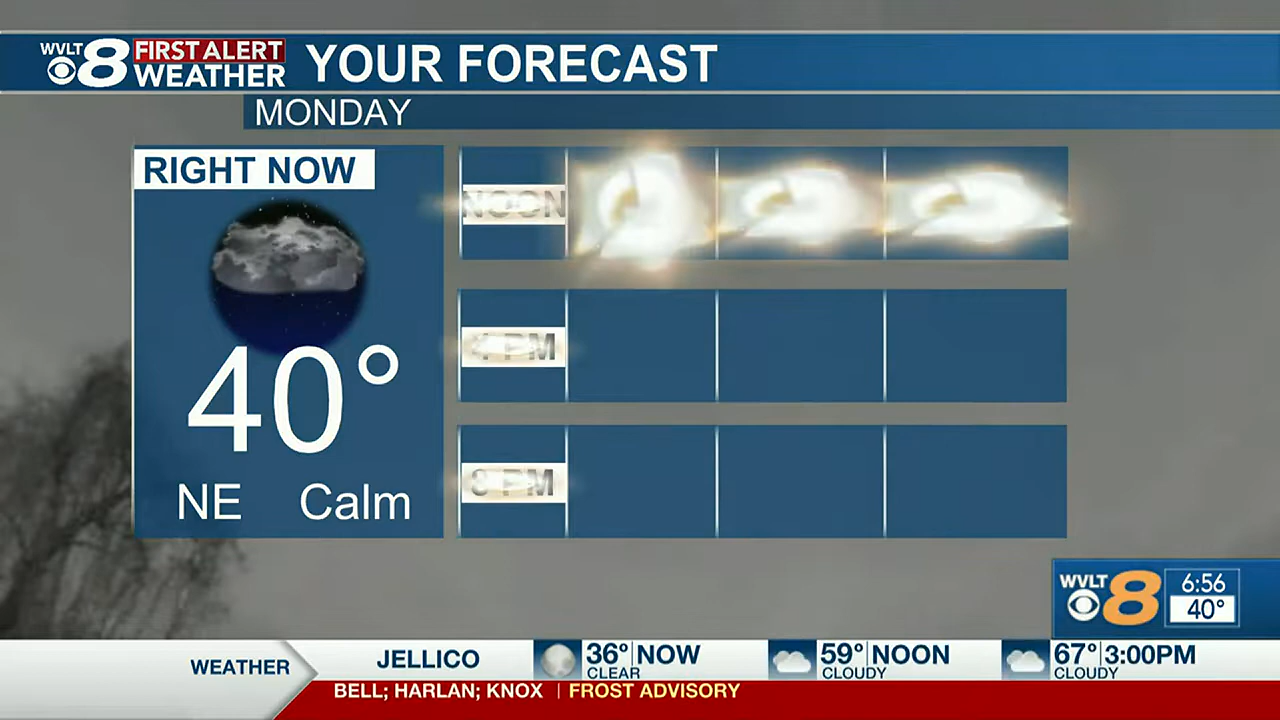 WVLT 8 FIRST ALERT WEATHER
YOUR FORECAST
MONDAY
RIGHT NOW
NOON
40°
4 PM
NE Calm
8 PM
WVLT 8
6:56
40°
WEATHER
JELLICO
36° NOW
CLEAR
59° NOON
CLOUDY
67° 3:00PM
CLOUDY
BELL; HARLAN; KNOX | FROST ADVISORY